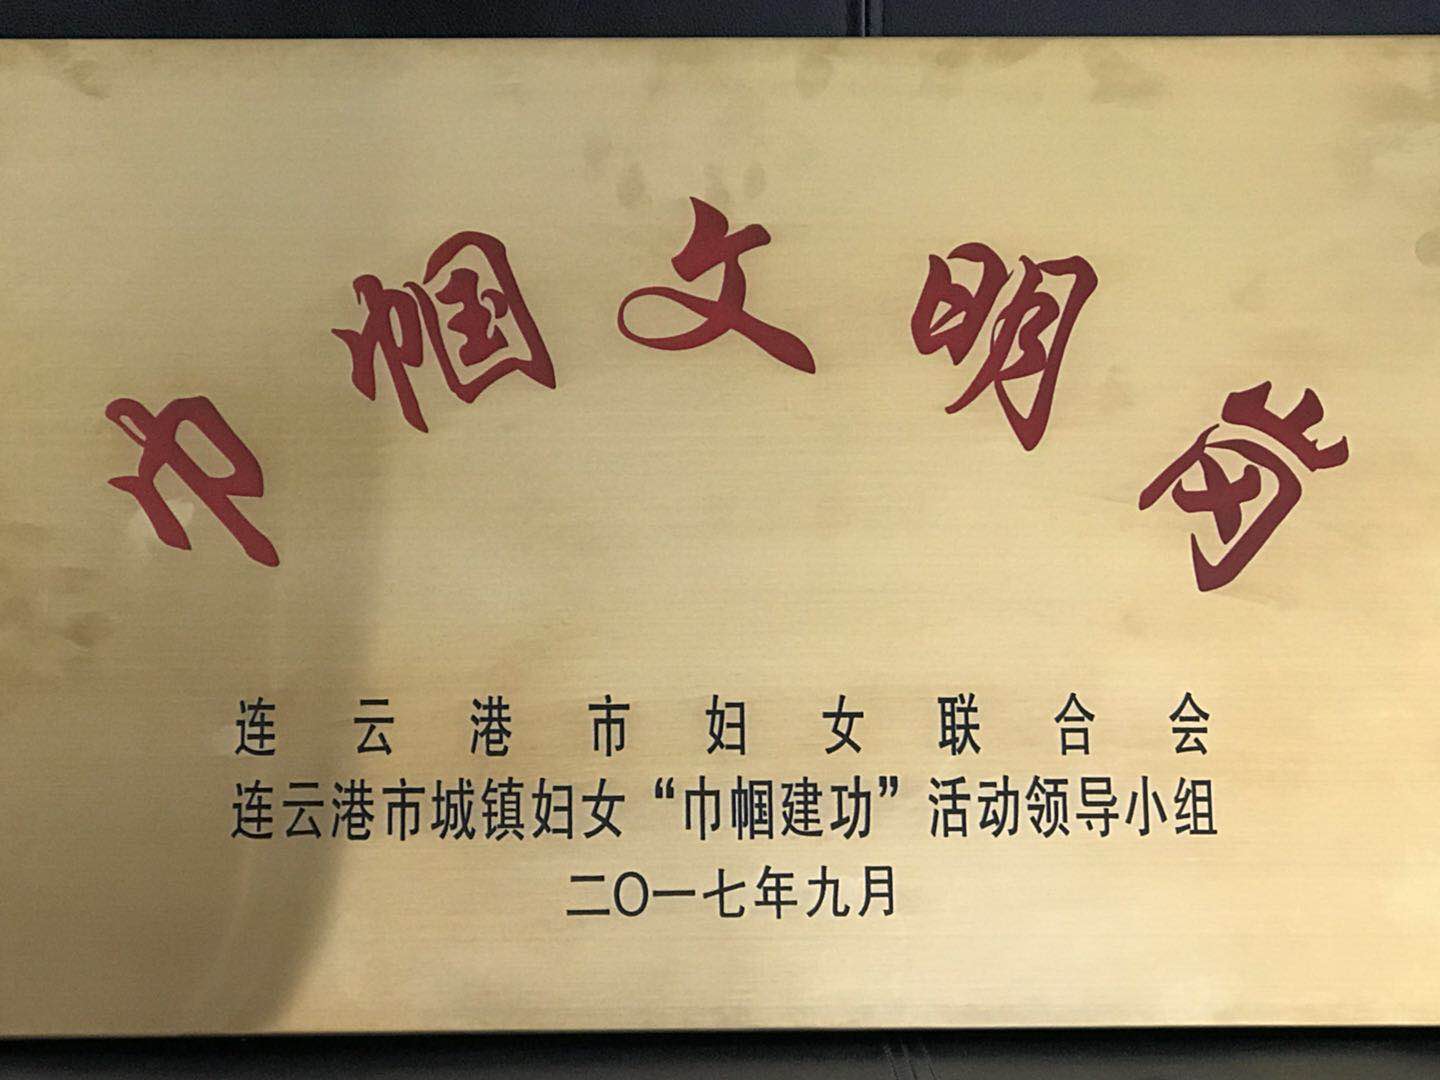 巾帼文明岗
连云港市妇女联合会
连云港市城镇妇女“巾帼建功”活动领导小组
二〇一七年九月